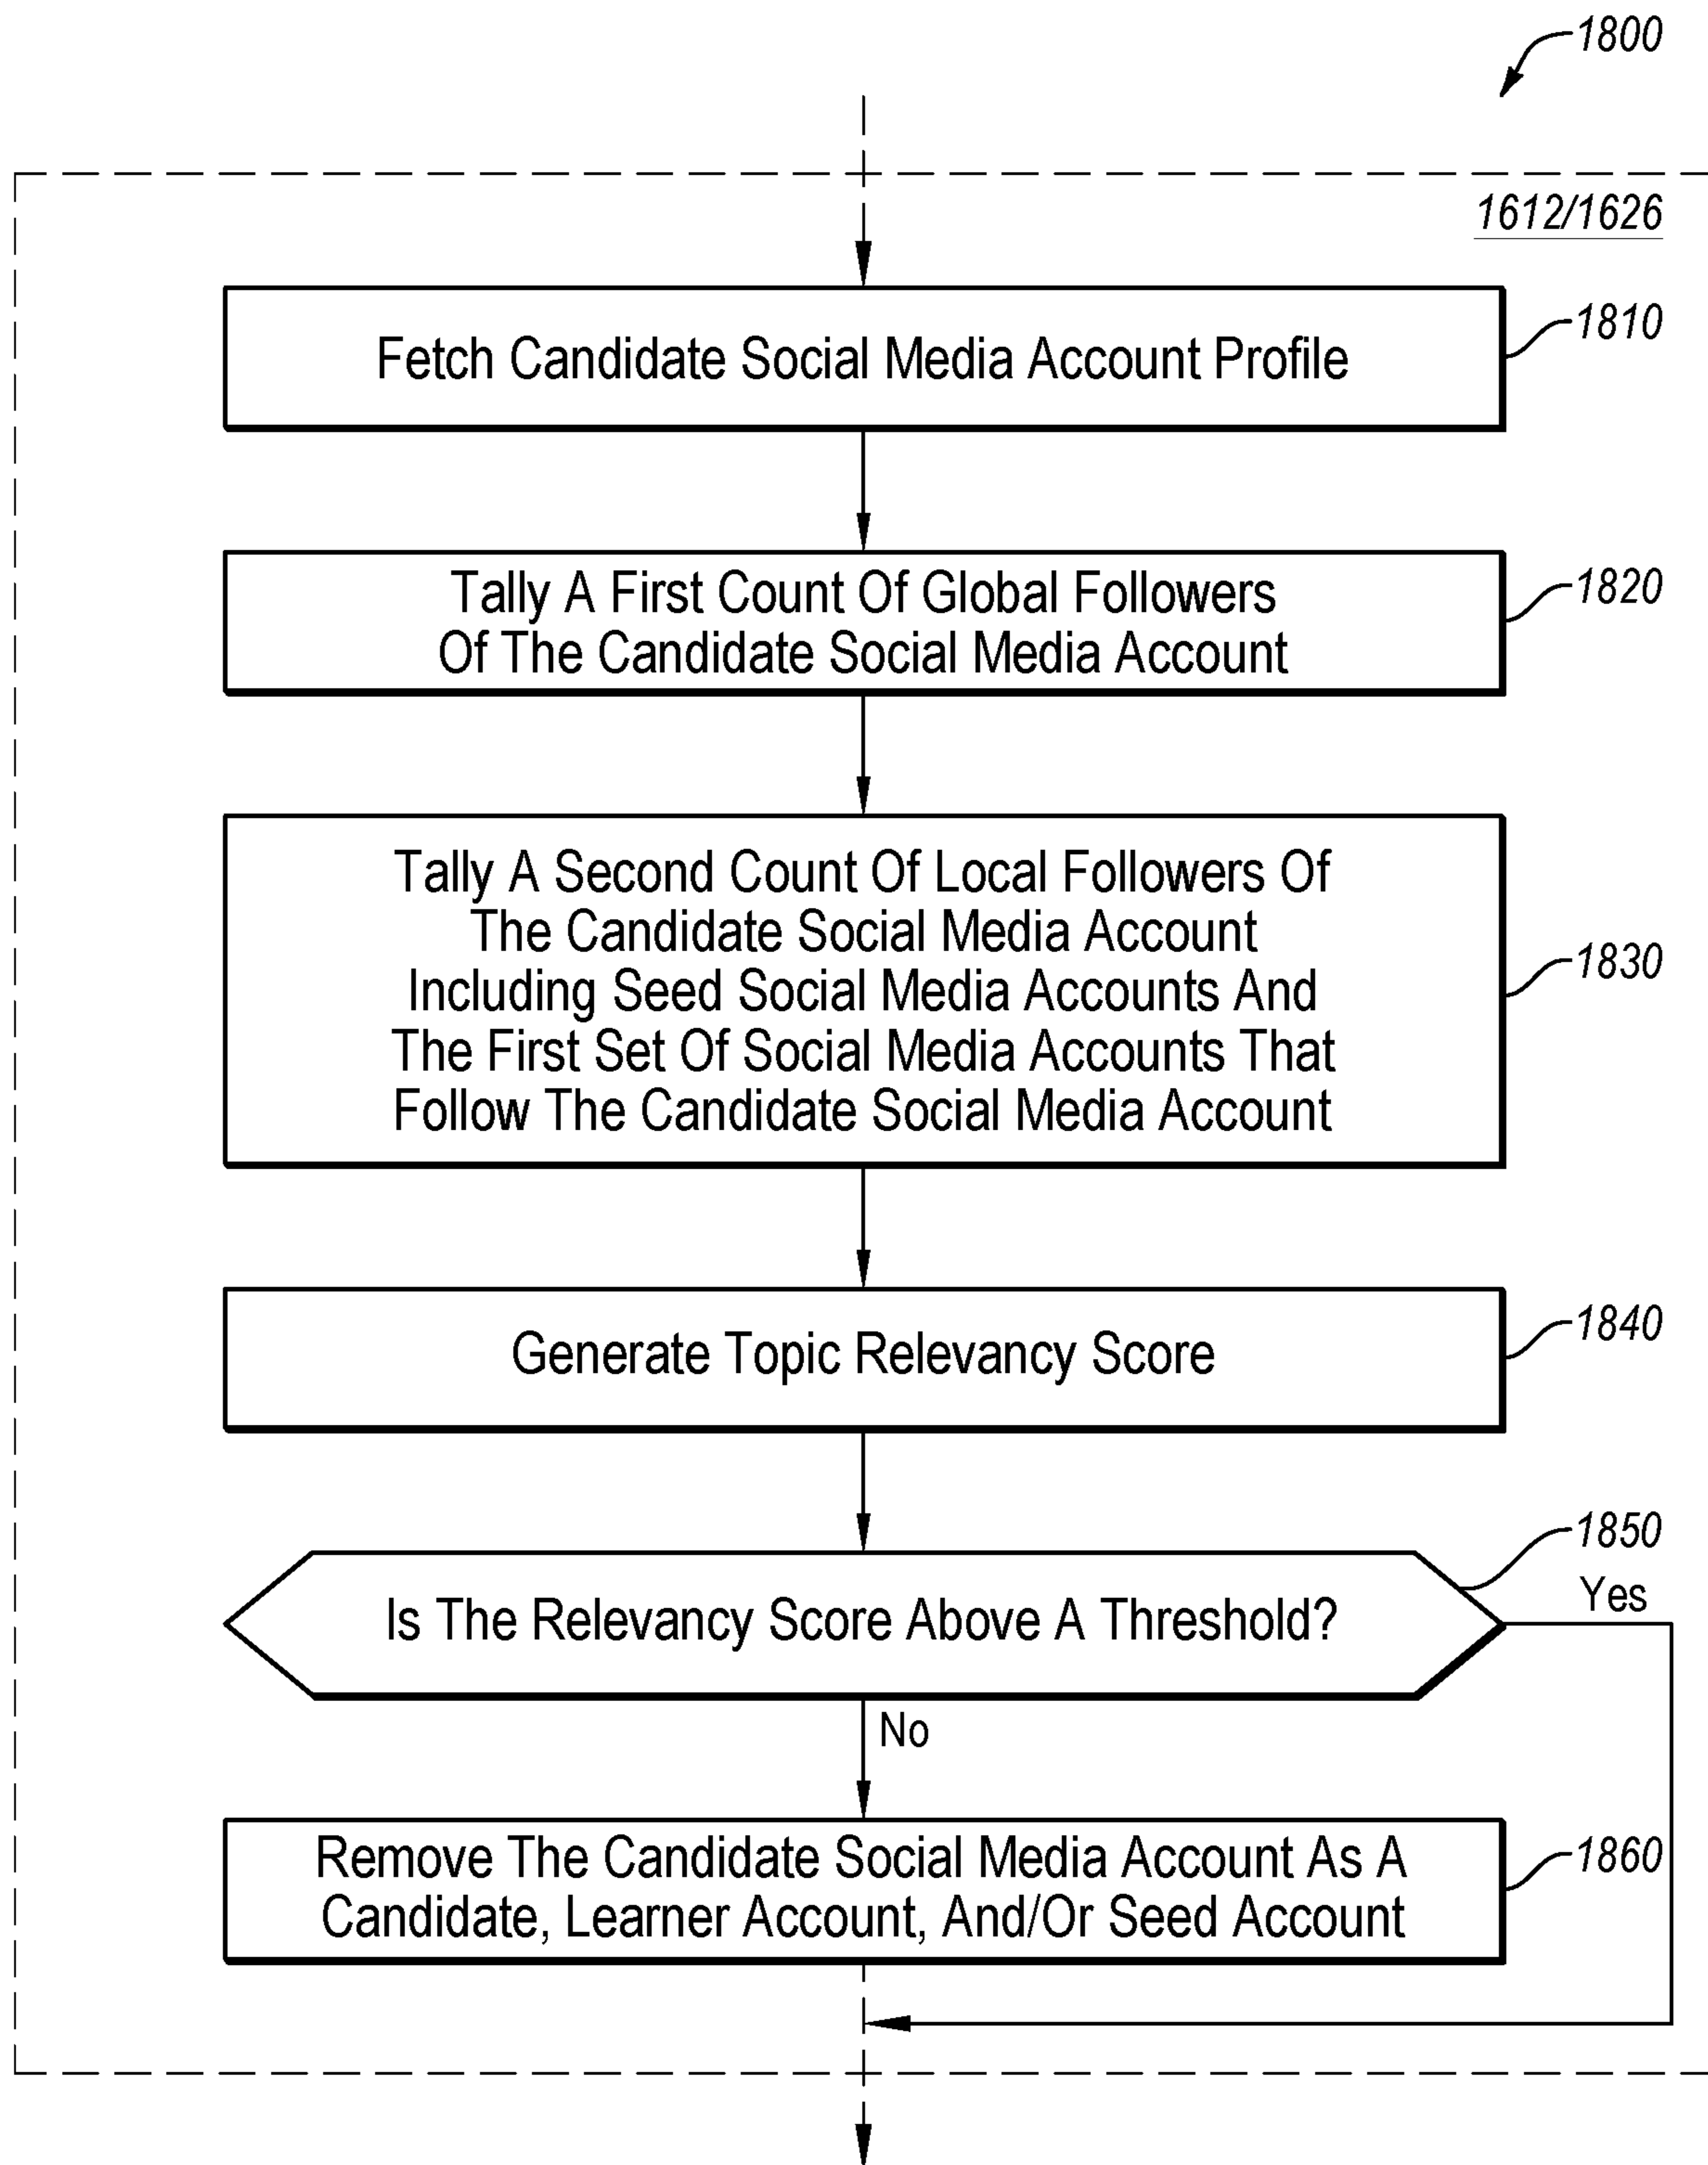 1800
1612/1626
Fetch Candidate Social Media Account Profile
1810
Tally A First Count Of Global Followers
Of The Candidate Social Media Account
1820
Tally A Second Count Of Local Followers Of
The Candidate Social Media Account
Including Seed Social Media Accounts And
The First Set Of Social Media Accounts That
Follow The Candidate Social Media Account
1830
Generate Topic Relevancy Score
1840
Is The Relevancy Score Above A Threshold?
1850
Yes
No
Remove The Candidate Social Media Account As A
Candidate, Learner Account, And/Or Seed Account
1860